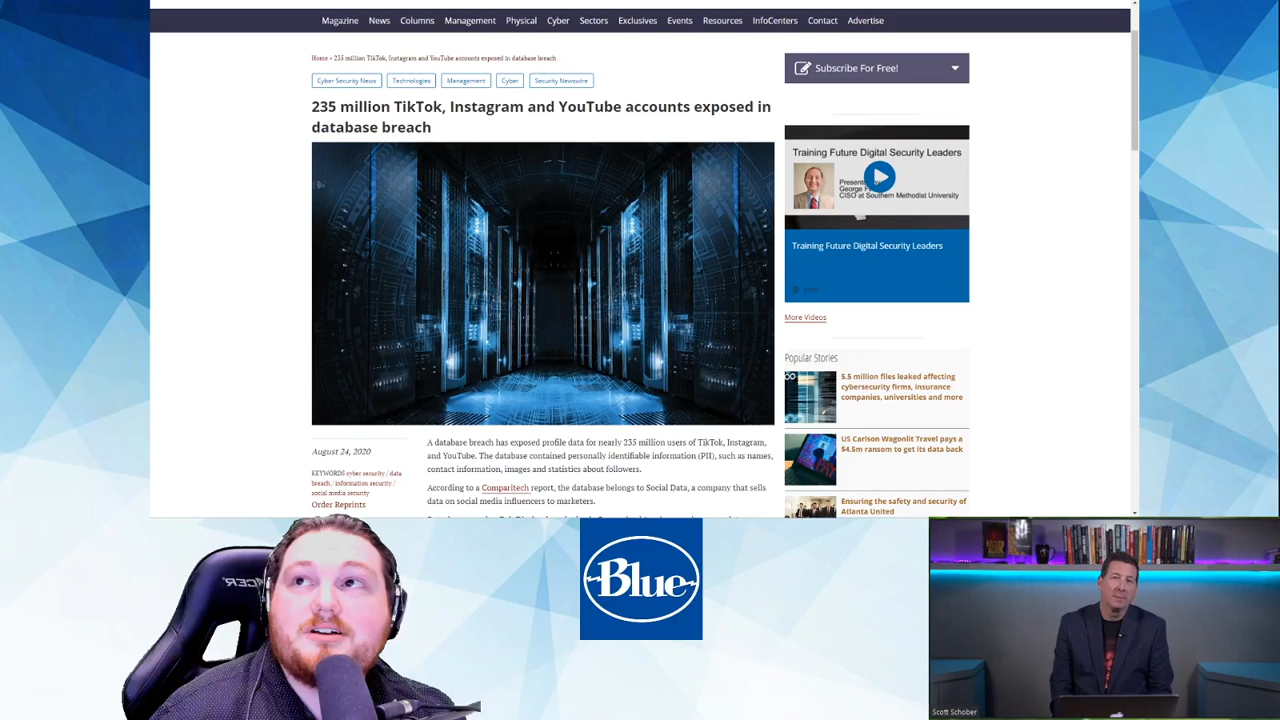 Magazine News Columns Management Physical Cyber Sectors Exclusives Events Resources InfoCenters Contact Advertise
Home » 235 million TikTok, Instagram and YouTube accounts exposed in database breach
Cyber Security News Technologies Management Cyber Security Newswire
235 million TikTok, Instagram and YouTube accounts exposed in
database breach
August 24, 2020
KEYWORDS cyber security / data
breach / information security /
social media security
Order Reprints
A database breach has exposed profile data for nearly 235 million users of TikTok, Instagram,
and YouTube. The database contained personally identifiable information (PII), such as names,
contact information, images and statistics about followers.
According to a Comparitech report, the database belongs to Social Data, a company that sells
data on social media influencers to marketers.
Subscribe For Free!
Training Future Digital Security Leaders
George
CISO at Southern Methodist University
Training Future Digital Security Leaders
More Videos
Popular Stories
5.5 million files leaked affecting
cybersecurity firms, insurance
companies, universities and more
US Carlson Wagonlit Travel pays a
$4.5m ransom to get its data back
Ensuring the safety and security of
Atlanta United
Blue
Scott Schober